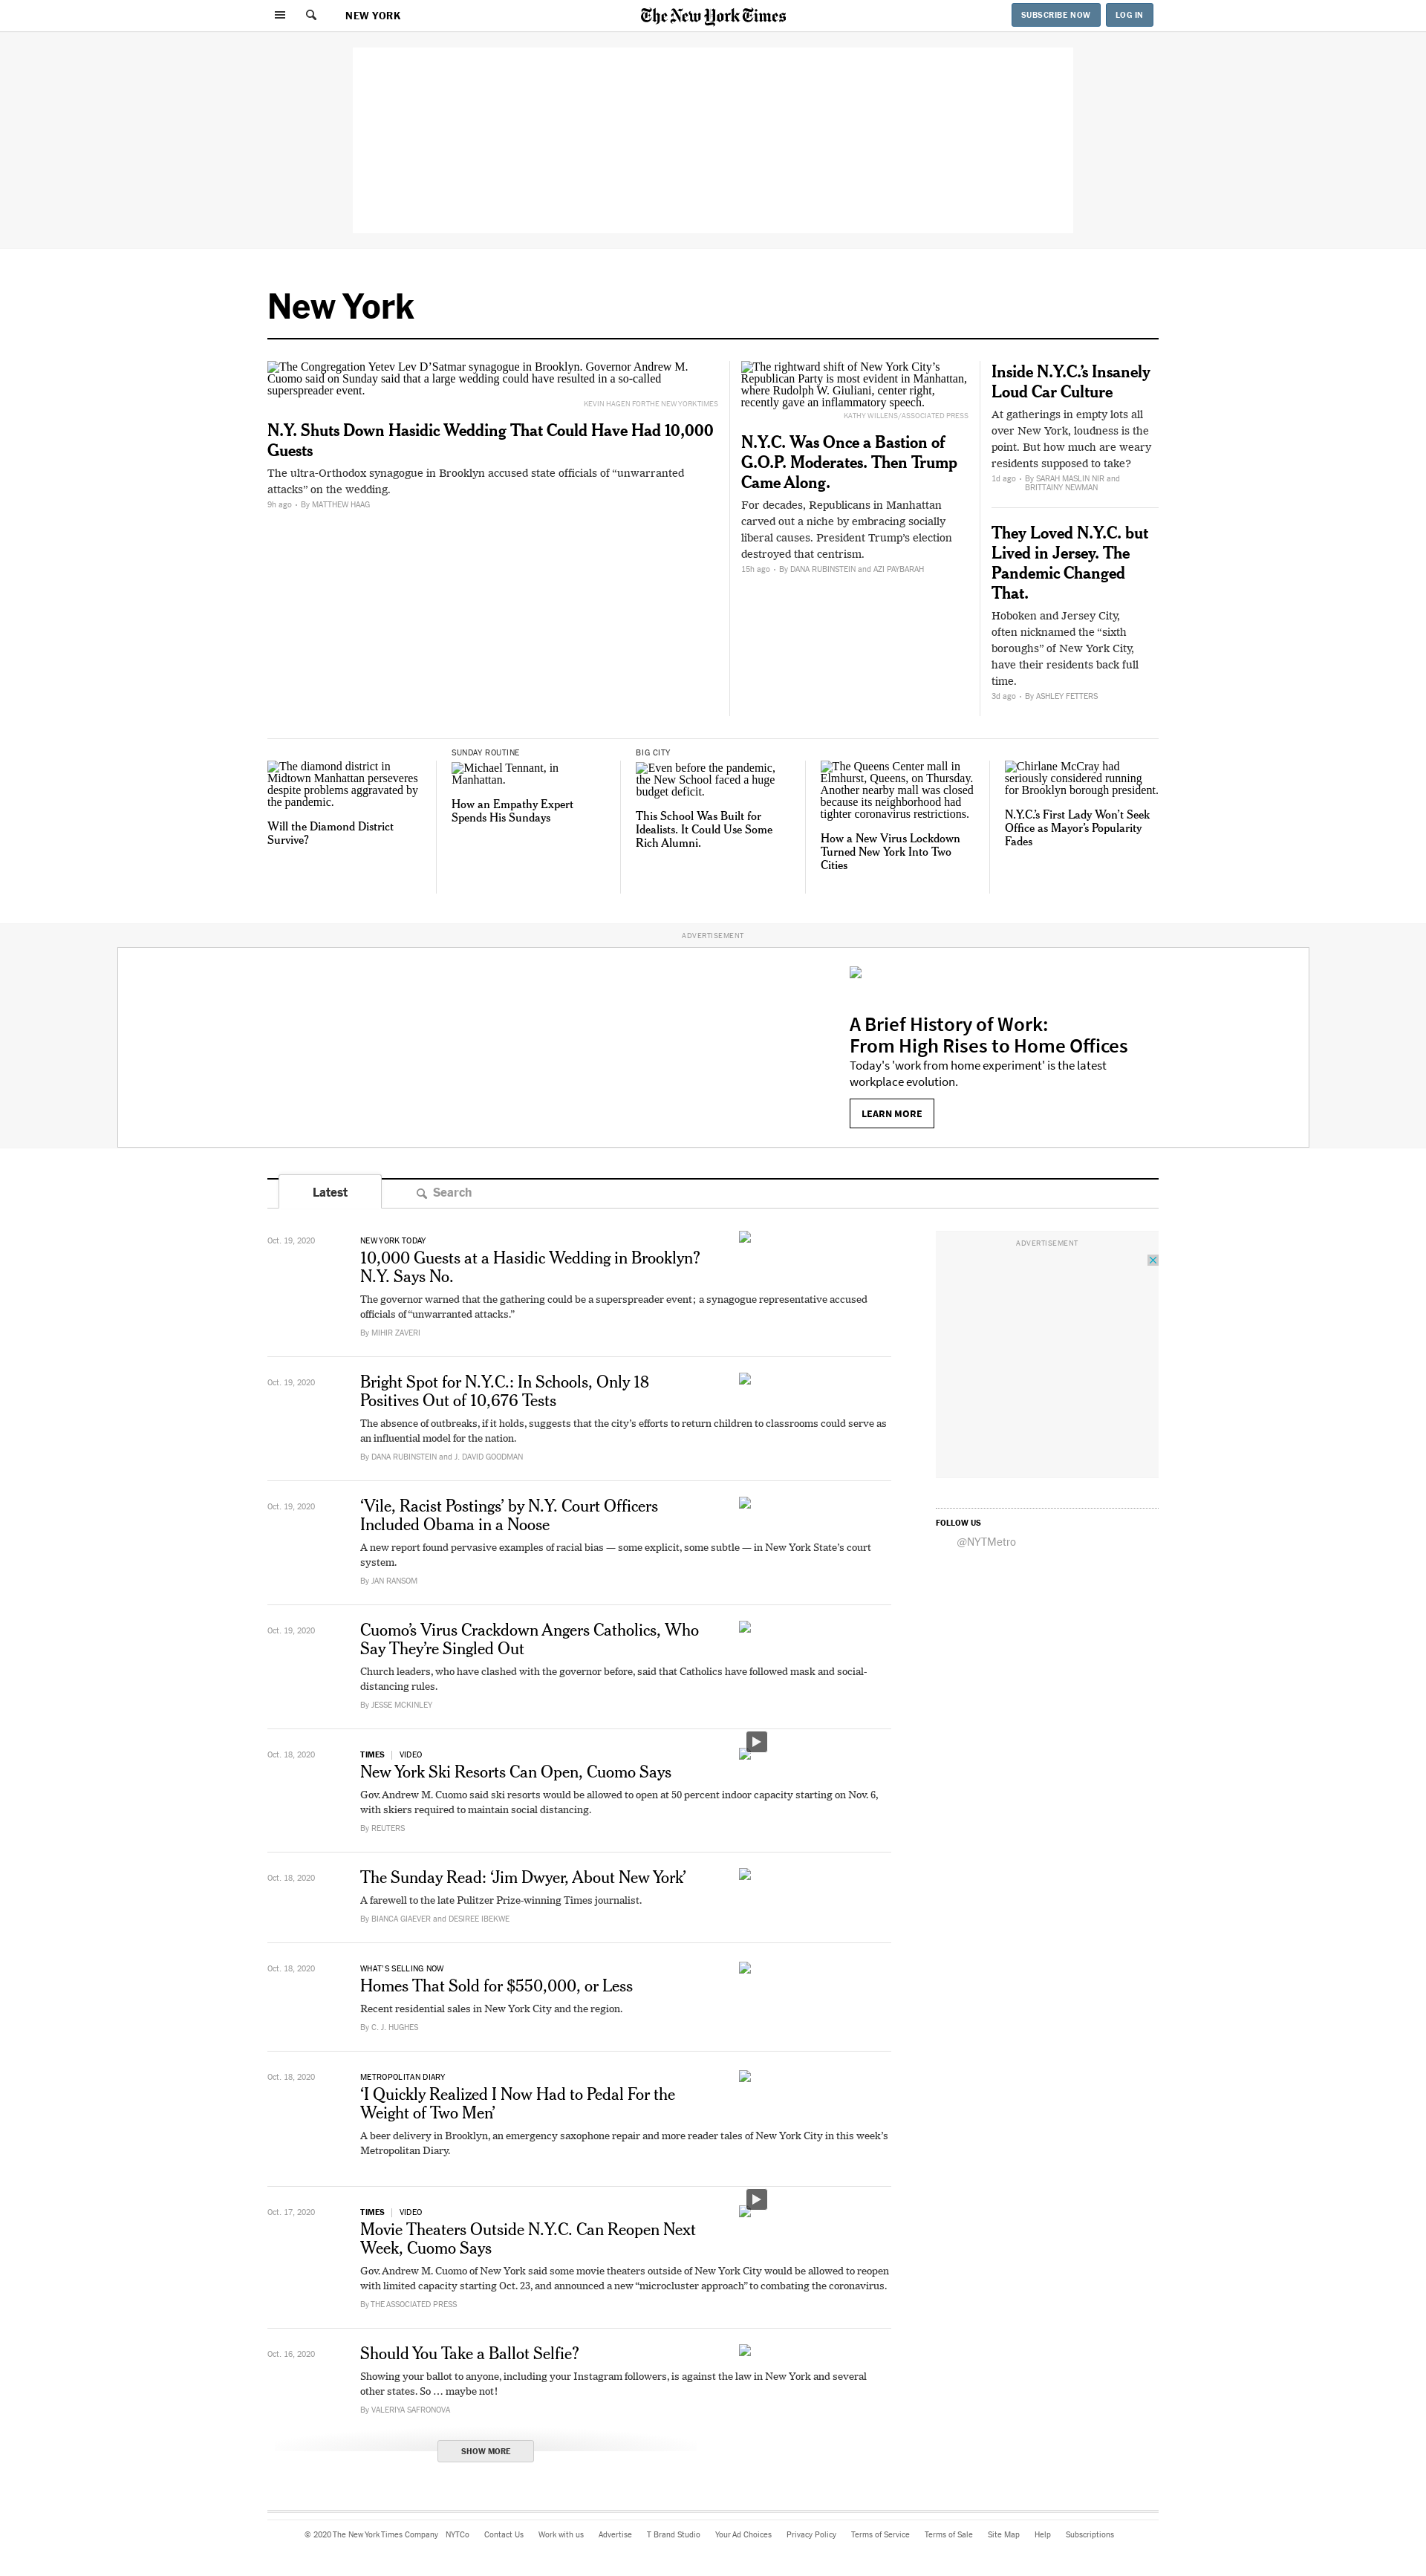 NEW YORK
The New York Times
SUBSCRIBE NOW
LOG IN
New York
The Congregation Yetev Lev D’Satmar synagogue in Brooklyn. Governor Andrew M.
Cuomo said on Sunday said that a large wedding could have resulted in a so-called
superspreader event.
KEVIN HAGEN FOR THE NEW YORK TIMES
N.Y. Shuts Down Hasidic Wedding That Could Have Had 10,000
Guests
The ultra-Orthodox synagogue in Brooklyn accused state officials of “unwarranted
attacks” on the wedding.
9h ago • By MATTHEW HAAG
The rightward shift of New York City’s
Republican Party is most evident in Manhattan,
where Rudolph W. Giuliani, center right,
recently gave an inflammatory speech.
KATHY WILLENS/ASSOCIATED PRESS
N.Y.C. Was Once a Bastion of
G.O.P. Moderates. Then Trump
Came Along.
For decades, Republicans in Manhattan
carved out a niche by embracing socially
liberal causes. President Trump’s election
destroyed that centrism.
15h ago • By DANA RUBINSTEIN and AZI PAYBARAH
Inside N.Y.C.’s Insanely
Loud Car Culture
At gatherings in empty lots all
over New York, loudness is the
point. But how much are weary
residents supposed to take?
1d ago • By SARAH MASLIN NIR and
BRITTAINY NEWMAN
They Loved N.Y.C. but
Lived in Jersey. The
Pandemic Changed
That.
Hoboken and Jersey City,
often nicknamed the “sixth
boroughs” of New York City,
have their residents back full
time.
3d ago • By ASHLEY FETTERS
The diamond district in
Midtown Manhattan perseveres
despite problems aggravated by
the pandemic.
Will the Diamond District
Survive?
SUNDAY ROUTINE
Michael Tennant, in
Manhattan.
How an Empathy Expert
Spends His Sundays
BIG CITY
Even before the pandemic,
the New School faced a huge
budget deficit.
This School Was Built for
Idealists. It Could Use Some
Rich Alumni.
The Queens Center mall in
Elmhurst, Queens, on Thursday.
Another nearby mall was closed
because its neighborhood had
tighter coronavirus restrictions.
How a New Virus Lockdown
Turned New York Into Two
Cities
Chirlane McCray had
seriously considered running
for Brooklyn borough president.
N.Y.C.’s First Lady Won’t Seek
Office as Mayor’s Popularity
Fades
ADVERTISEMENT
A Brief History of Work:
From High Rises to Home Offices
Today's 'work from home experiment' is the latest
workplace evolution.
LEARN MORE
Latest
Search
Oct. 19, 2020
NEW YORK TODAY
10,000 Guests at a Hasidic Wedding in Brooklyn?
N.Y. Says No.
The governor warned that the gathering could be a superspreader event; a synagogue representative accused
officials of “unwarranted attacks.”
By MIHIR ZAVERI
ADVERTISEMENT
Oct. 19, 2020
Bright Spot for N.Y.C.: In Schools, Only 18
Positives Out of 10,676 Tests
The absence of outbreaks, if it holds, suggests that the city’s efforts to return children to classrooms could serve as
an influential model for the nation.
By DANA RUBINSTEIN and J. DAVID GOODMAN
Oct. 19, 2020
‘Vile, Racist Postings’ by N.Y. Court Officers
Included Obama in a Noose
A new report found pervasive examples of racial bias — some explicit, some subtle — in New York State’s court
system.
By JAN RANSOM
FOLLOW US
@NYTMetro
Oct. 19, 2020
Cuomo’s Virus Crackdown Angers Catholics, Who
Say They’re Singled Out
Church leaders, who have clashed with the governor before, said that Catholics have followed mask and social-
distancing rules.
By JESSE MCKINLEY
Oct. 18, 2020
TIMES | VIDEO
New York Ski Resorts Can Open, Cuomo Says
Gov. Andrew M. Cuomo said ski resorts would be allowed to open at 50 percent indoor capacity starting on Nov. 6,
with skiers required to maintain social distancing.
By REUTERS
Oct. 18, 2020
The Sunday Read: ‘Jim Dwyer, About New York’
A farewell to the late Pulitzer Prize-winning Times journalist.
By BIANCA GIAEVER and DESIREE IBEKWE
Oct. 18, 2020
WHAT'S SELLING NOW
Homes That Sold for $550,000, or Less
Recent residential sales in New York City and the region.
By C. J. HUGHES
Oct. 18, 2020
METROPOLITAN DIARY
‘I Quickly Realized I Now Had to Pedal For the
Weight of Two Men’
A beer delivery in Brooklyn, an emergency saxophone repair and more reader tales of New York City in this week’s
Metropolitan Diary.
Oct. 17, 2020
TIMES | VIDEO
Movie Theaters Outside N.Y.C. Can Reopen Next
Week, Cuomo Says
Gov. Andrew M. Cuomo of New York said some movie theaters outside of New York City would be allowed to reopen
with limited capacity starting Oct. 23, and announced a new “microcluster approach” to combating the coronavirus.
By THE ASSOCIATED PRESS
Oct. 16, 2020
Should You Take a Ballot Selfie?
Showing your ballot to anyone, including your Instagram followers, is against the law in New York and several
other states. So … maybe not!
By VALERIYA SAFRONOVA
SHOW MORE
© 2020 The New York Times Company NYTCo Contact Us Work with us Advertise T Brand Studio Your Ad Choices Privacy Policy Terms of Service Terms of Sale Site Map Help Subscriptions